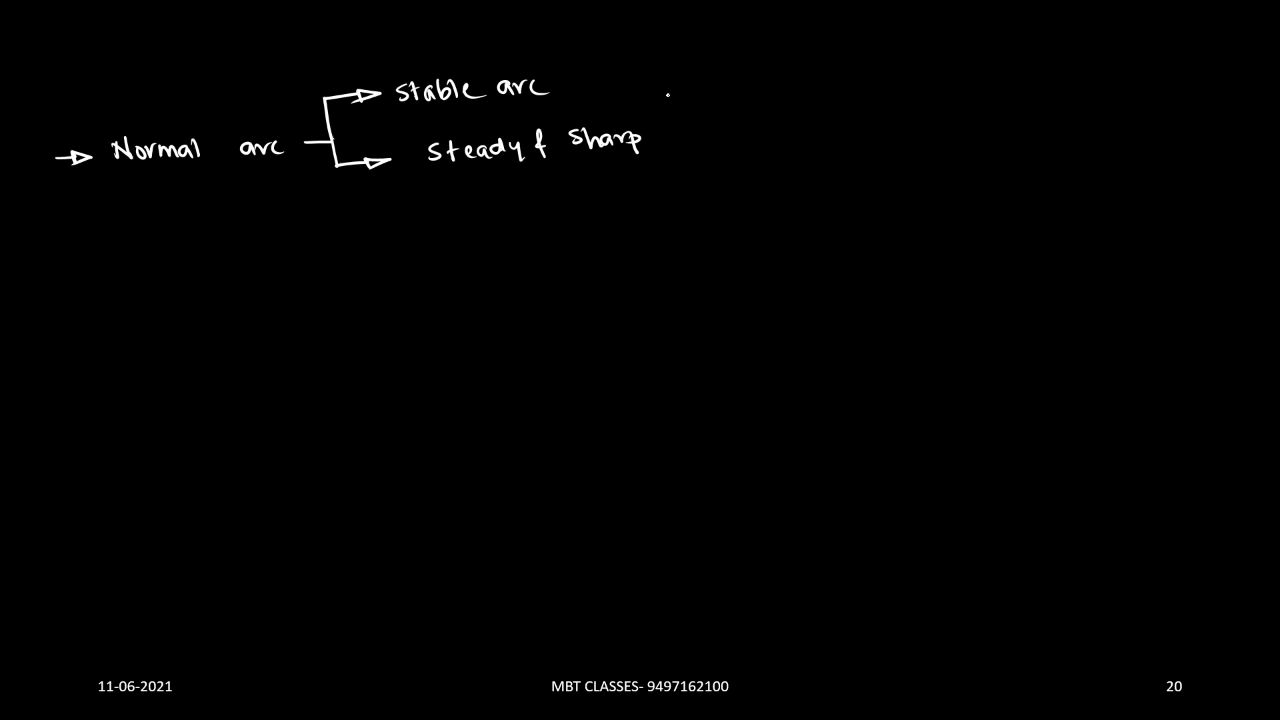 stable arc
→ Normal arc
steady & sharp
11-06-2021
MBT CLASSES- 9497162100
20